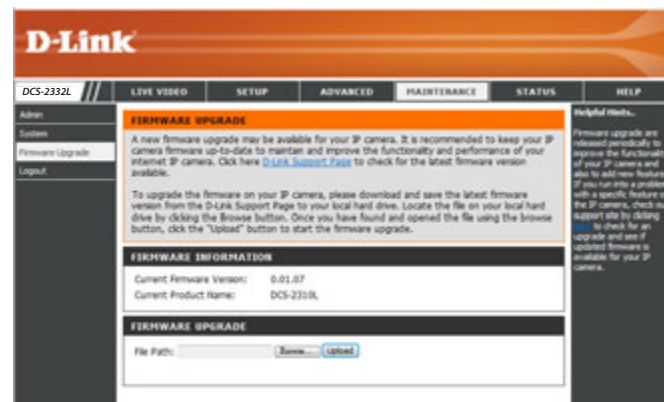 D-Link
DCS-2332L
LIVE VIDEO
SETUP
ADVANCED
MAINTENANCE
STATUS
HELP
Admin
System
Firmware Upgrade
Logout
FIRMWARE UPGRADE
A new firmware upgrade may be available for your IP camera. It is recommended to keep your IP
camera firmware up-to-date to maintain and improve the functionality and performance of your
internet IP camera. Click here D-Link Support Page to check for the latest firmware version
available.
To upgrade the firmware on your IP camera, please download and save the latest firmware
version from the D-Link Support Page to your local hard drive. Locate the file on your local hard
drive by clicking the Browse button. Once you have found and opened the file using the browse
button, click the "Upload" button to start the firmware upgrade.
FIRMWARE INFORMATION
Current Firmware Version: 0.01.07
Current Product Name: DCS-2310L
FIRMWARE UPGRADE
File Path: Browse... Upload
Helpful Hints..
Firmware upgrade are
released periodically to
improve the functionali
of your IP camera and
also to add new feature
If you run into a problem
with a specific feature o
the IP camera, check ou
support site by clicking
here to check for an
upgrade and see if
updated firmware is
available for your IP
camera.